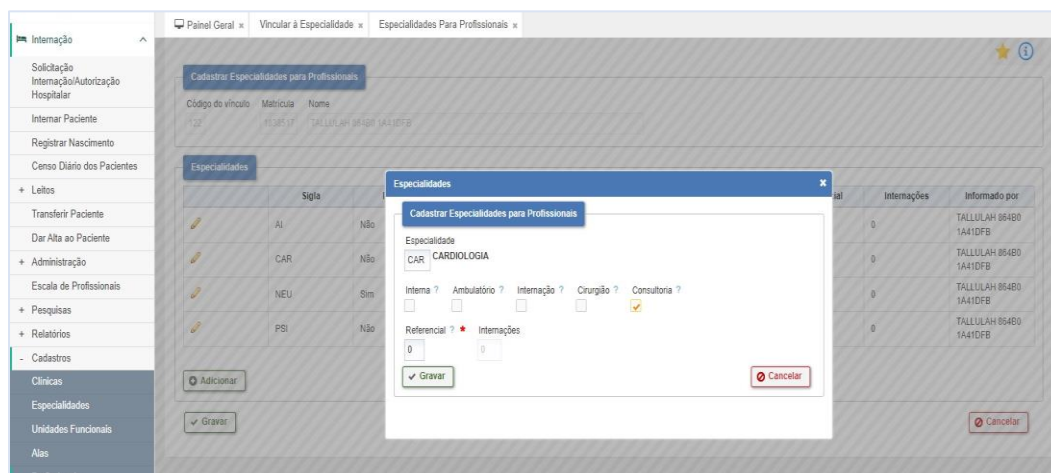 Painel Geral x Vincular à Especialidade x Especialidades Para Profissionais x
Internação
Solicitação
Internação/Autorização
Hospitalar
Internar Paciente
Registrar Nascimento
Censo Diário dos Pacientes
+ Leitos
Transferir Paciente
Dar Alta ao Paciente
+ Administração
Escala de Profissionais
+ Pesquisas
+ Relatórios
- Cadastros
Clínicas
Especialidades
Unidades Funcionais
Alas
Cadastrar Especialidades para Profissionais
Código do vínculo Matrícula Nome
122 TALLULAH 864B0 1A41DFB
Especialidades
Sigla Internações Informado por
AI Não 0 TALLULAH 864B0
1A41DFB
CAR Não 0 TALLULAH 864B0
1A41DFB
NEU Sim 0 TALLULAH 864B0
1A41DFB
PSI Não 0 TALLULAH 864B0
1A41DFB
Adicionar
Gravar Cancelar
Especialidades x
Cadastrar Especialidades para Profissionais
Especialidade
CAR CARDIOLOGIA
Interna ? Ambulatório ? Internação ? Cirurgião ? Consultoria ?
Referencial ? * Internações
0 0
Gravar Cancelar